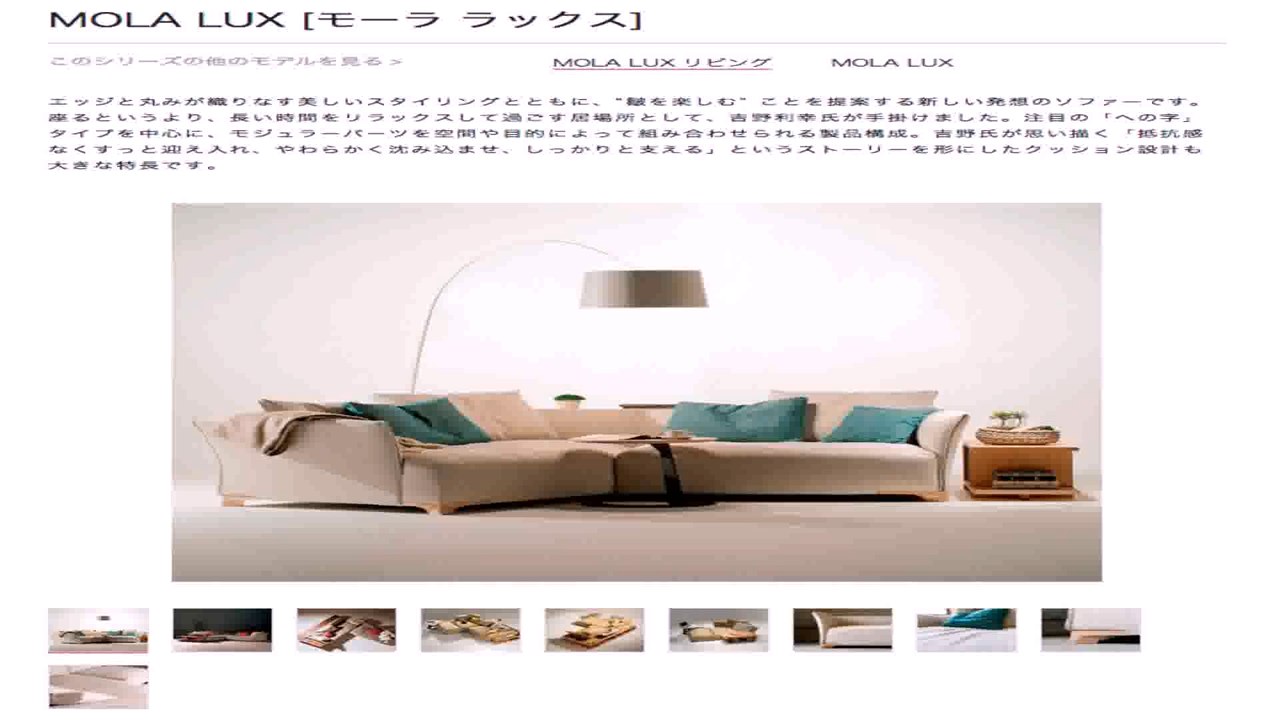 MOLA LUX [モーラ ラックス]
このシリーズの他のモデルを見る >
MOLA LUX リビング
MOLA LUX
エッジと丸みが織りなす美しいスタイリングとともに、"皺を楽しむ" ことを提案する新しい発想のソファーです。
座るというより、長い時間をリラックスして過ごす居場所として、吉野利幸氏が手掛けました。注目の「への字」
タイプを中心に、モジュラーパーツを空間や目的によって組み合わせられる製品構成。吉野氏が思い描く「抵抗感
なくすっと迎え入れ、やわらかく沈み込ませ、しっかりと支える」というストーリーを形にしたクッション設計も
大きな特長です。